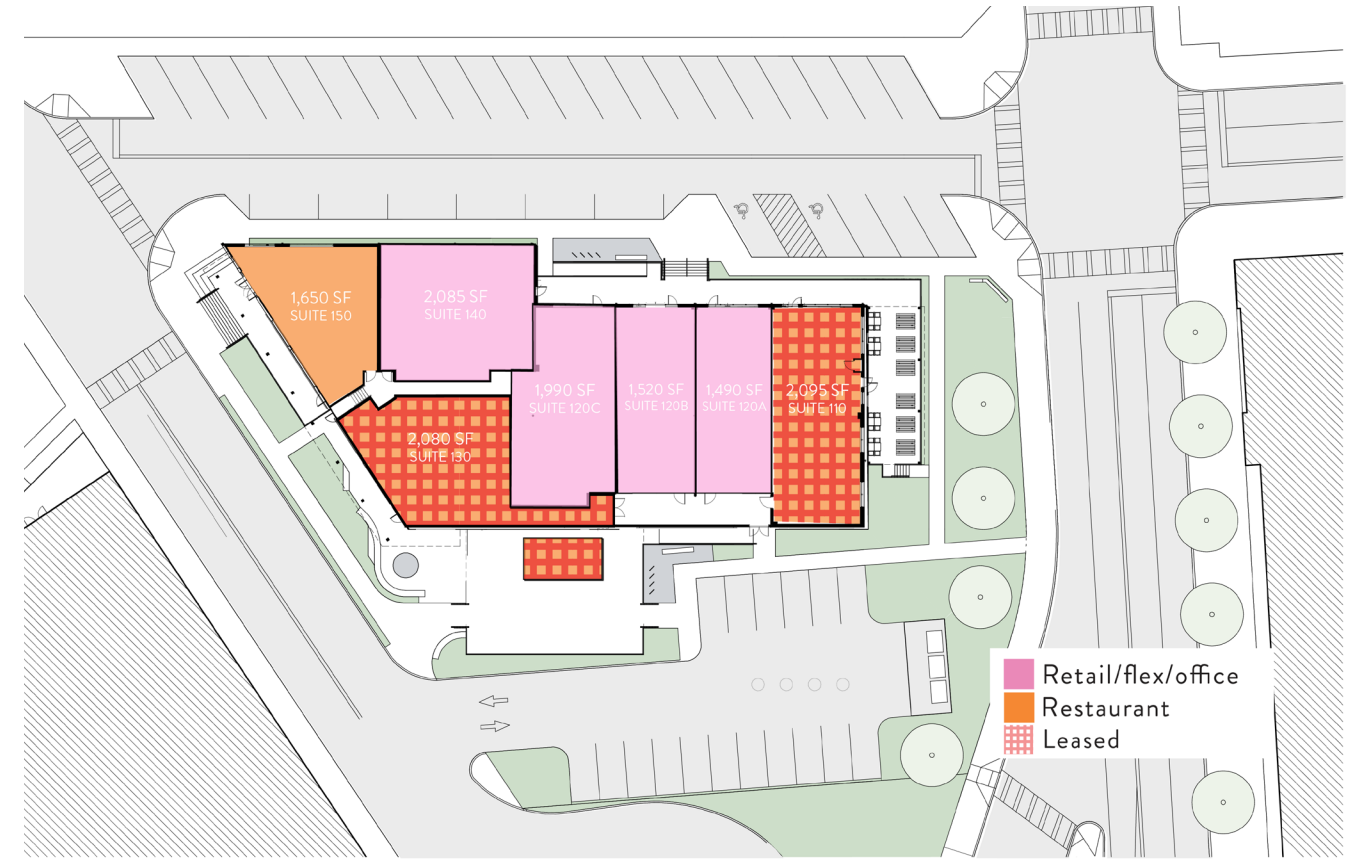 1,650 SF
SUITE 150
2,085 SF
SUITE 140
1,990 SF
SUITE 120C
1,520 SF
SUITE 120B
1,490 SF
SUITE 120A
2,095 SF
SUITE 110
2,080 SF
SUITE 130
Retail/flex/office
Restaurant
Leased